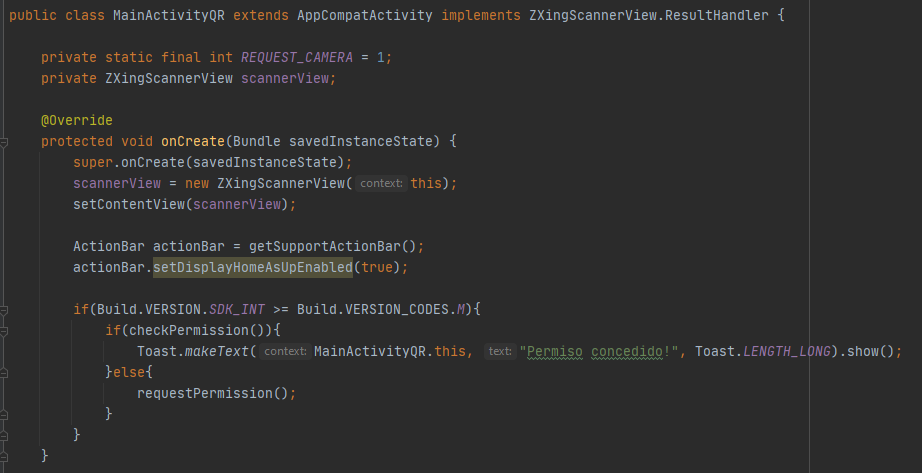 public class MainActivityQR extends AppCompatActivity implements ZXingScannerView.ResultHandler {
private static final int REQUEST_CAMERA = 1;
private ZXingScannerView scannerView;
@Override
protected void onCreate(Bundle savedInstanceState) {
super.onCreate(savedInstanceState);
scannerView = new ZXingScannerView( context: this);
setContentView(scannerView);
ActionBar actionBar = getSupportActionBar();
actionBar.setDisplayHomeAsUpEnabled(true);
if(Build.VERSION.SDK_INT >= Build.VERSION_CODES.M){
if(checkPermission()){
Toast.makeText( context: MainActivityQR.this, text: "Permiso concedido!", Toast.LENGTH_LONG).show();
}else{
requestPermission();
}
}
}